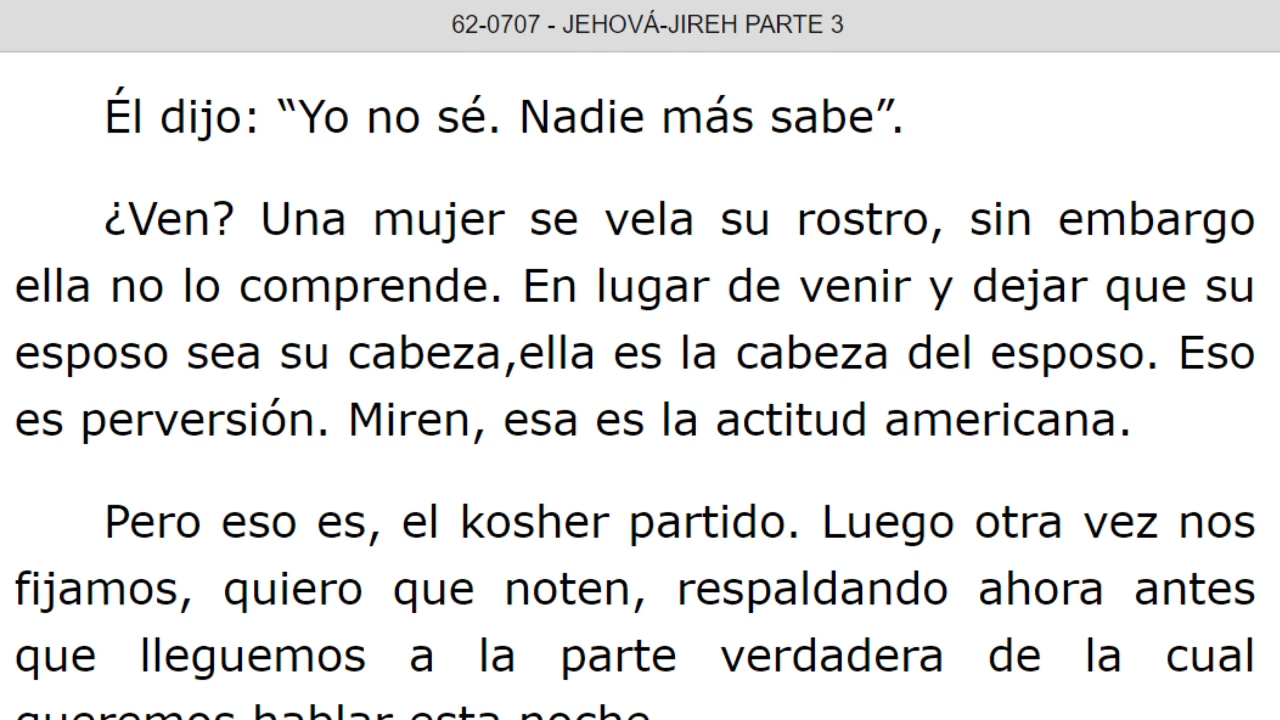 62-0707 - JEHOVÁ-JIREH PARTE 3
Él dijo: “Yo no sé. Nadie más sabe”.
¿Ven? Una mujer se vela su rostro, sin embargo
ella no lo comprende. En lugar de venir y dejar que su
esposo sea su cabeza,ella es la cabeza del esposo. Eso
es perversión. Miren, esa es la actitud americana.
Pero eso es, el kosher partido. Luego otra vez nos
fijamos, quiero que noten, respaldando ahora antes
que lleguemos a la parte verdadera de la cual
queremos hablar esta noche.